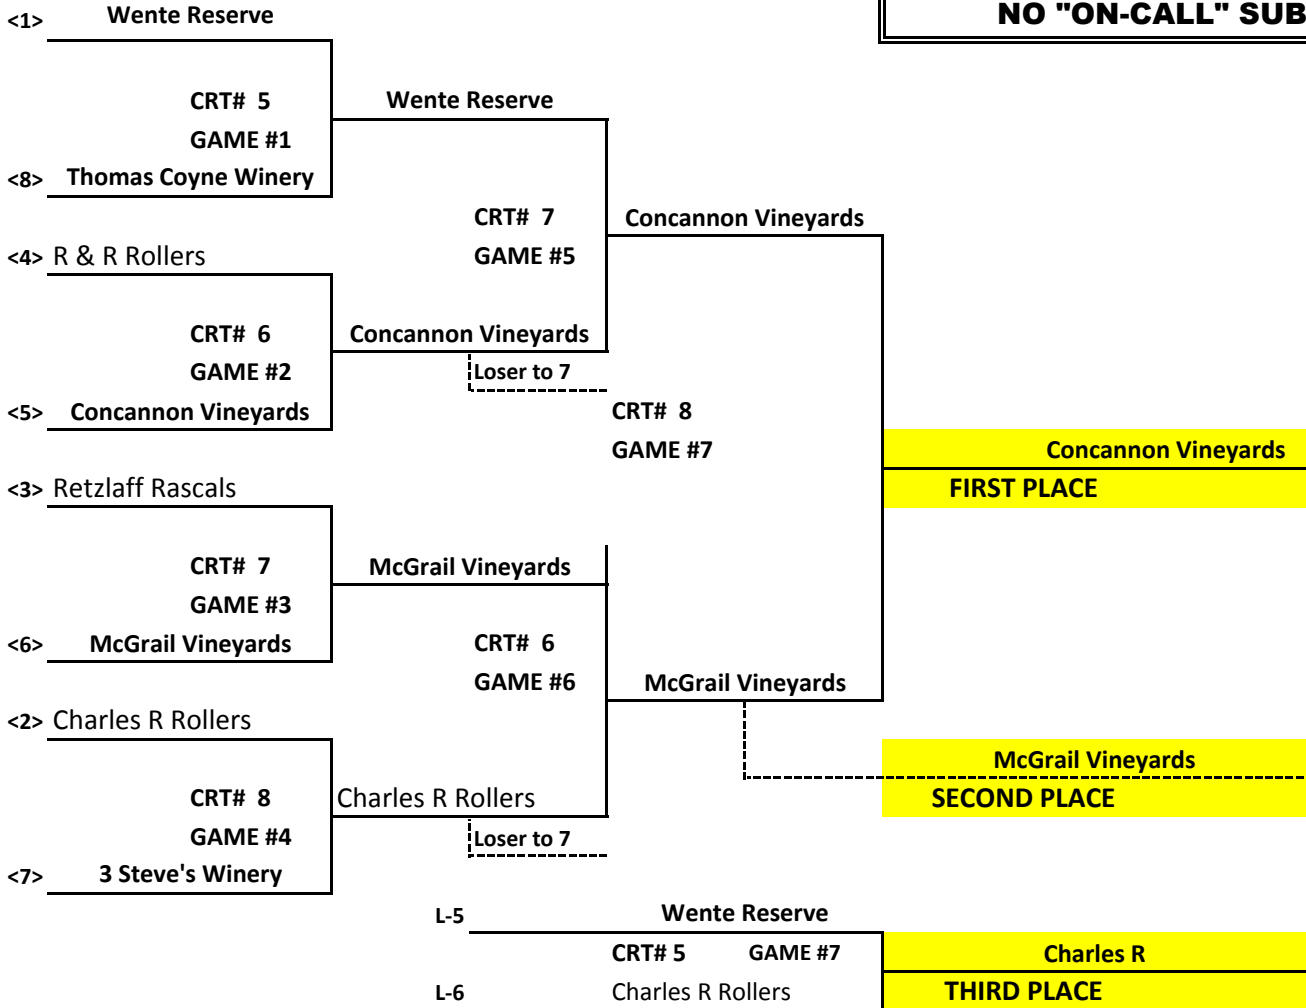 NO "ON-CALL" SUB
<1> Wente Reserve
CRT# 5 Wente Reserve
GAME #1
<8> Thomas Coyne Winery
CRT# 7 Concannon Vineyards
<4> R & R Rollers GAME #5
CRT# 6 Concannon Vineyards
GAME #2 Loser to 7
<5> Concannon Vineyards CRT# 8
GAME #7 Concannon Vineyards
<3> Retzlaff Rascals FIRST PLACE
CRT# 7 McGrail Vineyards
GAME #3
<6> McGrail Vineyards CRT# 6
GAME #6 McGrail Vineyards
<2> Charles R Rollers
McGrail Vineyards
CRT# 8 Charles R Rollers SECOND PLACE
GAME #4 Loser to 7
<7> 3 Steve's Winery
L-5 Wente Reserve
CRT# 5 GAME #7 Charles R
L-6 Charles R Rollers THIRD PLACE